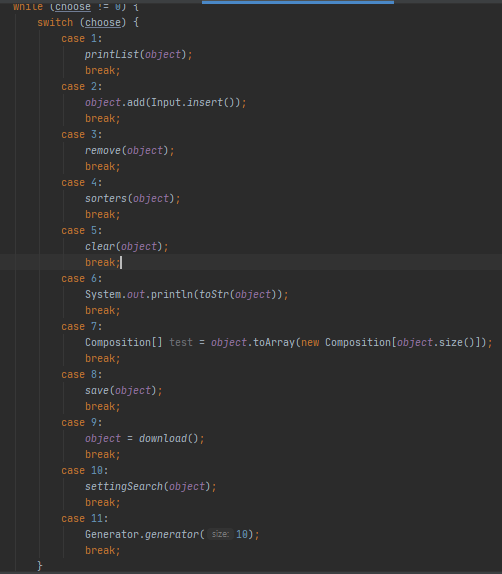 while (choose != 0) {
switch (choose) {
case 1:
printList(object);
break;
case 2:
object.add(Input.insert());
break;
case 3:
remove(object);
break;
case 4:
sorters(object);
break;
case 5:
clear(object);
break;
case 6:
System.out.println(toStr(object));
break;
case 7:
Composition[] test = object.toArray(new Composition[object.size()]);
break;
case 8:
save(object);
break;
case 9:
object = download();
break;
case 10:
settingSearch(object);
break;
case 11:
Generator.generator( size: 10);
break;
}